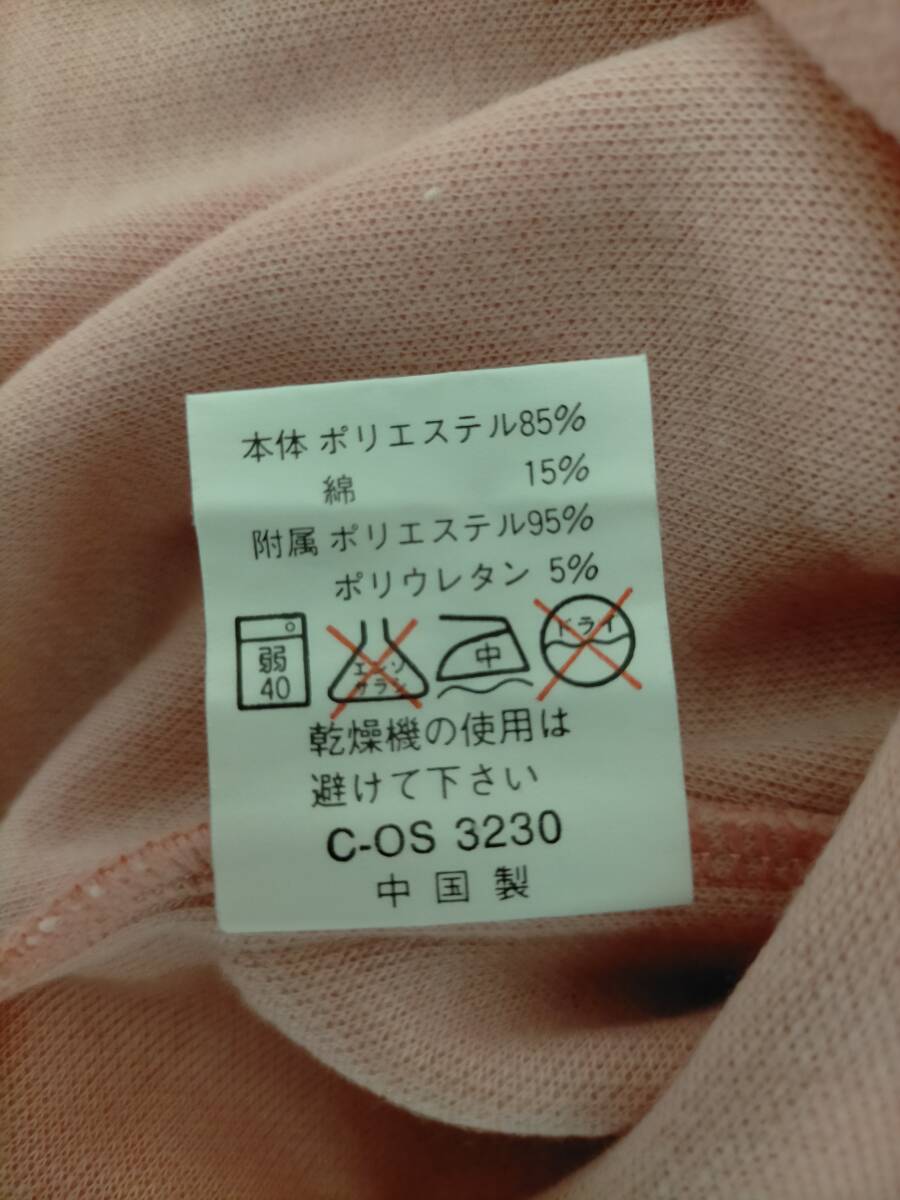 本体 ポリエステル85%
綿 15%
附属 ポリエステル95%
ポリウレタン 5%
弱
40
エンソ
サラシ
中
ドライ
乾燥機の使用は
避けて下さい
C-OS 3230
中国製